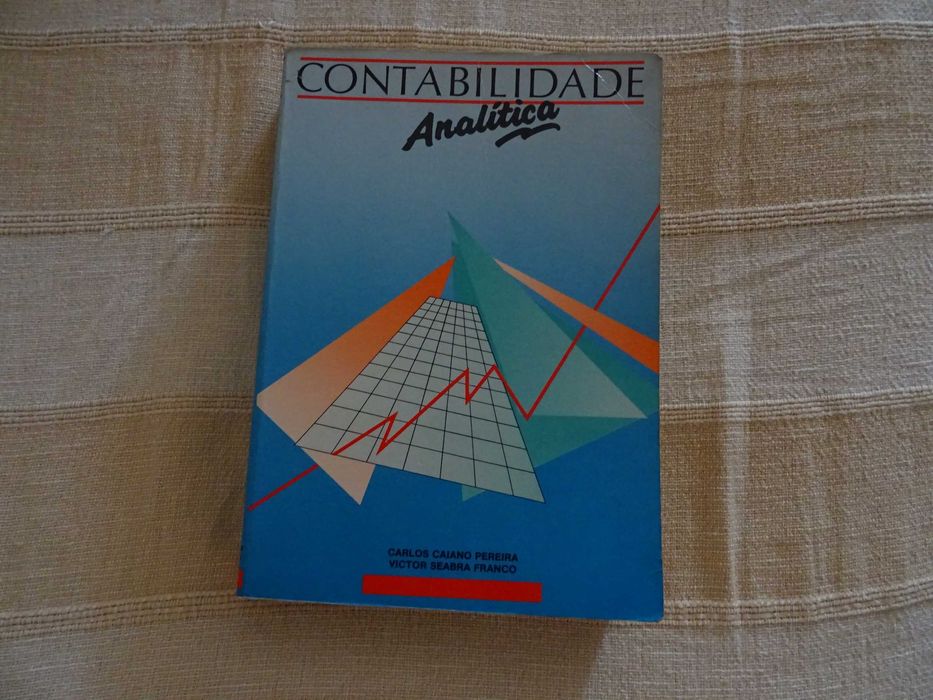 CONTABILIDADE
Analítica
CARLOS CAIANO PEREIRA
VICTOR SEABRA FRANCO